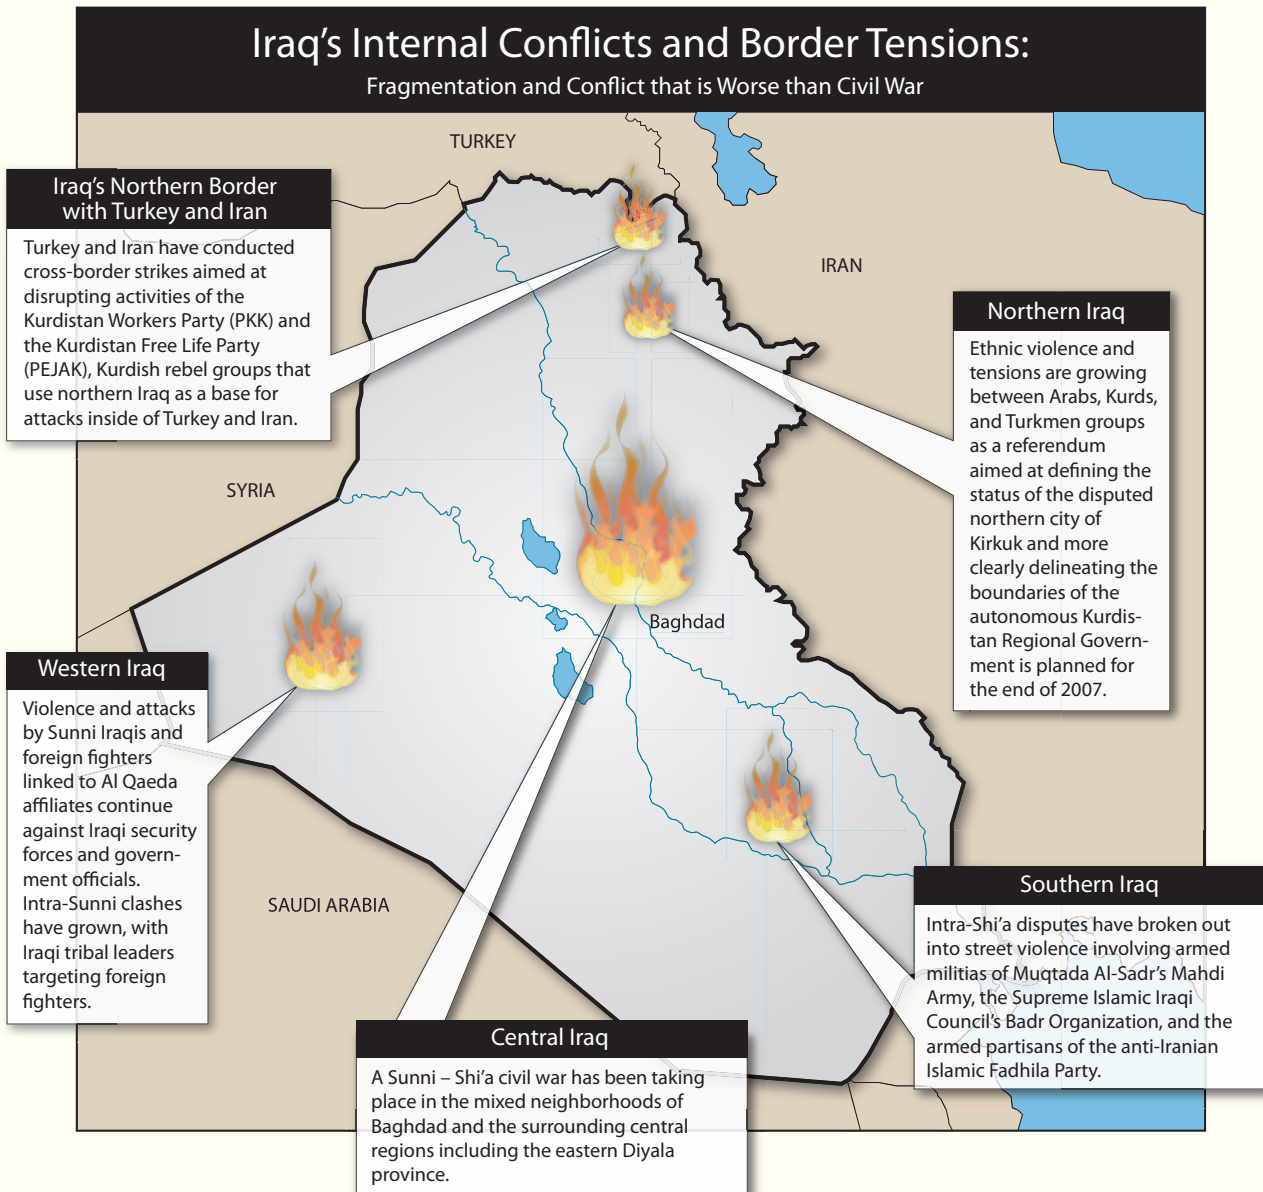 Iraq's Internal Conflicts and Border Tensions:
Fragmentation and Conflict that is Worse than Civil War
TURKEY
Iraq's Northern Border
with Turkey and Iran
Turkey and Iran have conducted
cross-border strikes aimed at
disrupting activities of the
Kurdistan Workers Party (PKK) and
the Kurdistan Free Life Party
(PEJAK), Kurdish rebel groups that
use northern Iraq as a base for
attacks inside of Turkey and Iran.
IRAN
Northern Iraq
Ethnic violence and
tensions are growing
between Arabs, Kurds,
and Turkmen groups
as a referendum
aimed at defining the
status of the disputed
northern city of
Kirkuk and more
clearly delineating the
boundaries of the
autonomous Kurdis-
tan Regional Govern-
ment is planned for
the end of 2007.
SYRIA
Baghdad
Western Iraq
Violence and attacks
by Sunni Iraqis and
foreign fighters
linked to Al Qaeda
affiliates continue
against Iraqi security
forces and govern-
ment officials.
Intra-Sunni clashes
have grown, with
Iraqi tribal leaders
targeting foreign
fighters.
SAUDI ARABIA
Southern Iraq
Intra-Shi'a disputes have broken out
into street violence involving armed
militias of Muqtada Al-Sadr's Mahdi
Army, the Supreme Islamic Iraqi
Council's Badr Organization, and the
armed partisans of the anti-Iranian
Islamic Fadhila Party.
Central Iraq
A Sunni – Shi'a civil war has been taking
place in the mixed neighborhoods of
Baghdad and the surrounding central
regions including the eastern Diyala
province.